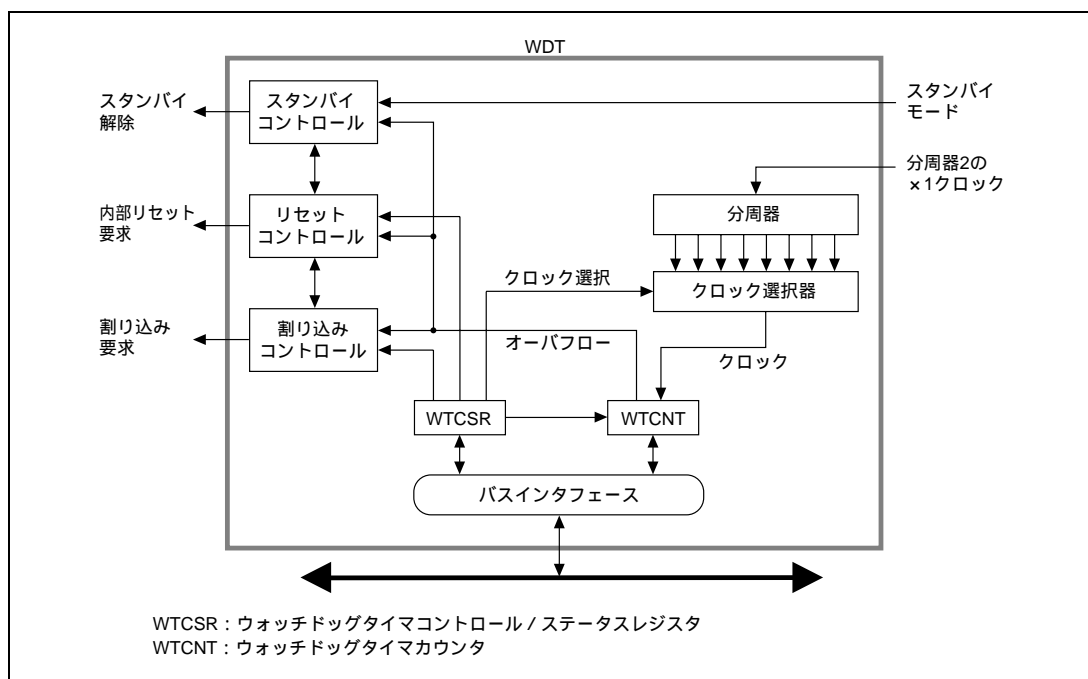 WDT
スタンバイ
解除
スタンバイ
コントロール
スタンバイ
モード
分周器2の
×1クロック
内部リセット
要求
リセット
コントロール
分周器
クロック選択
クロック選択器
割り込み
要求
割り込み
コントロール
オーバフロー
クロック
WTCSR
WTCNT
バスインタフェース
WTCSR：ウォッチドッグタイマコントロール / ステータスレジスタ
WTCNT：ウォッチドッグタイマカウンタ